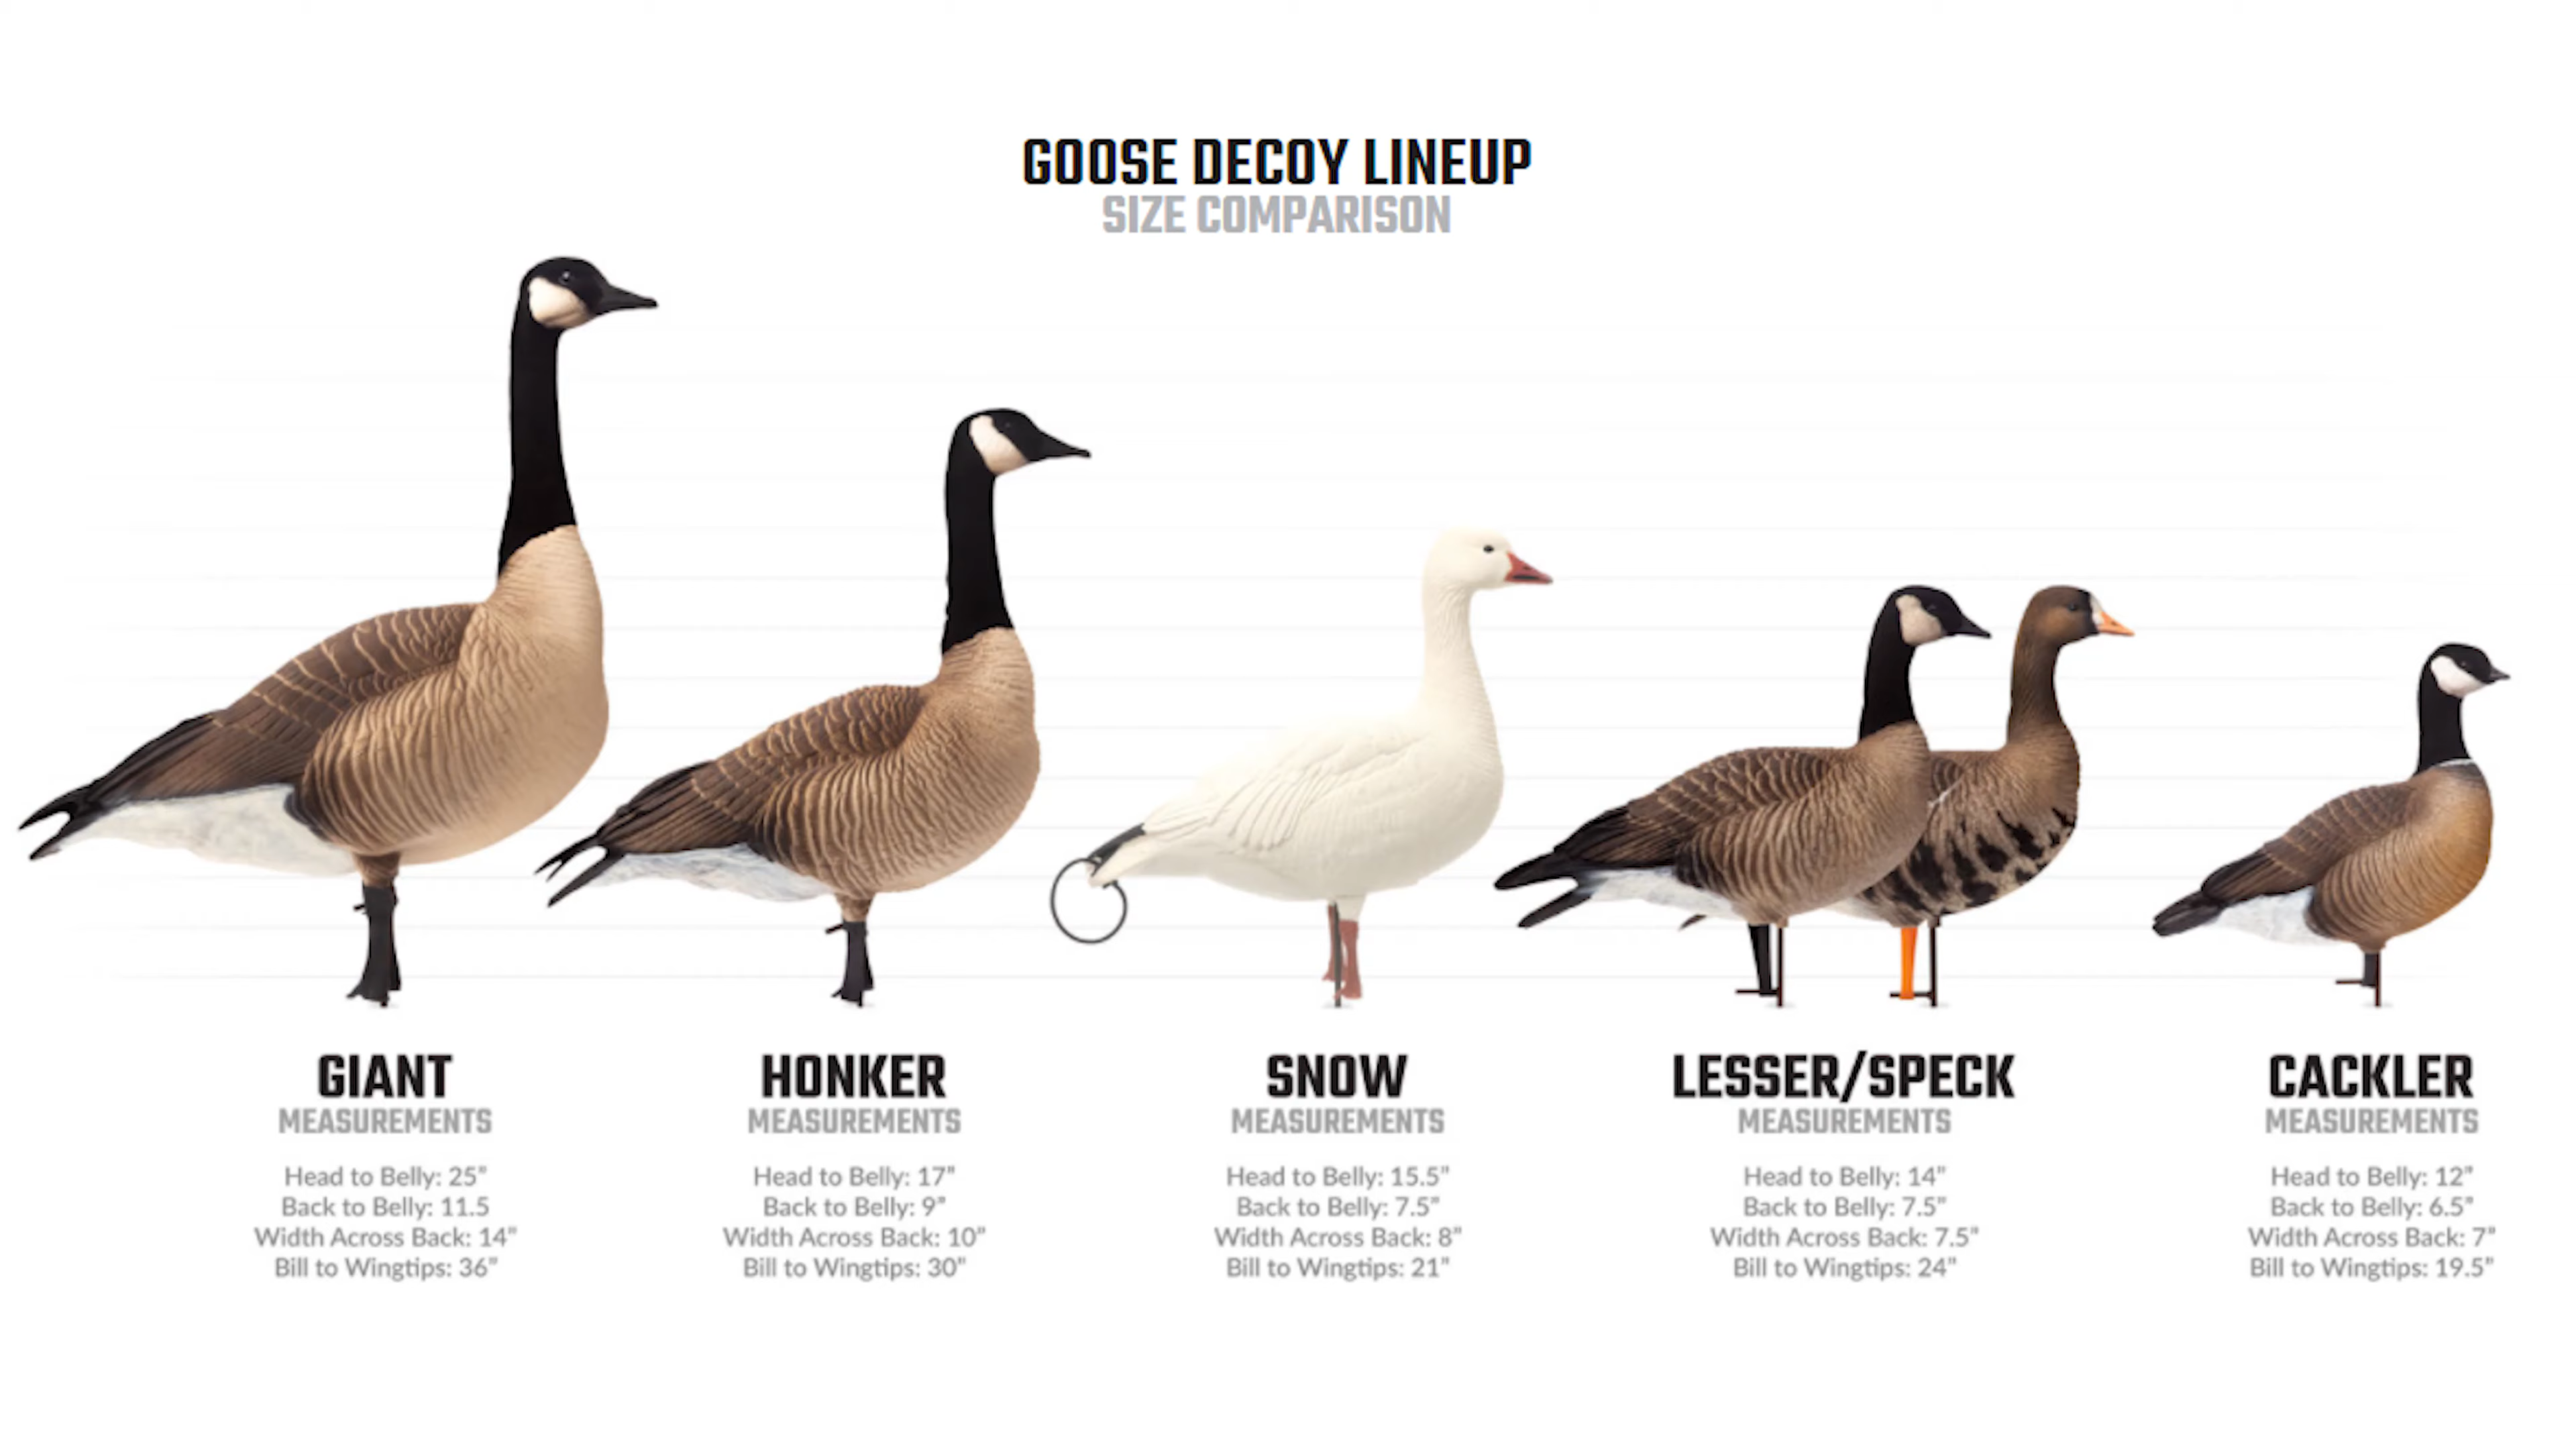 GOOSE DECOY LINEUP
SIZE COMPARISON
GIANT
MEASUREMENTS
Head to Belly: 25”
Back to Belly: 11.5
Width Across Back: 14”
Bill to Wingtips: 36”
HONKER
MEASUREMENTS
Head to Belly: 17”
Back to Belly: 9”
Width Across Back: 10”
Bill to Wingtips: 30”
SNOW
MEASUREMENTS
Head to Belly: 15.5”
Back to Belly: 7.5”
Width Across Back: 8”
Bill to Wingtips: 21”
LESSER/SPECK
MEASUREMENTS
Head to Belly: 14”
Back to Belly: 7.5”
Width Across Back: 7.5”
Bill to Wingtips: 24”
CACKLER
MEASUREMENTS
Head to Belly: 12”
Back to Belly: 6.5”
Width Across Back: 7”
Bill to Wingtips: 19.5”